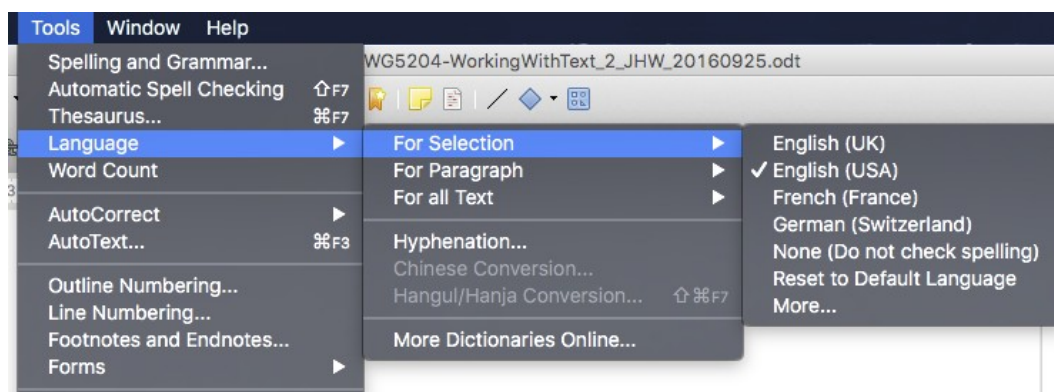 Tools Window Help
WG5204-WorkingWithText_2_JHW_20160925.odt
Spelling and Grammar...
Automatic Spell Checking ⇧F7
Thesaurus... ⌘F7
Language ▶
Word Count
AutoCorrect ▶
AutoText... ⌘F3
Outline Numbering...
Line Numbering...
Footnotes and Endnotes...
Forms ▶
For Selection ▶
For Paragraph ▶
For all Text ▶
Hyphenation...
Chinese Conversion...
Hangul/Hanja Conversion... ⇧⌘F7
More Dictionaries Online...
English (UK)
✓ English (USA)
French (France)
German (Switzerland)
None (Do not check spelling)
Reset to Default Language
More...
3